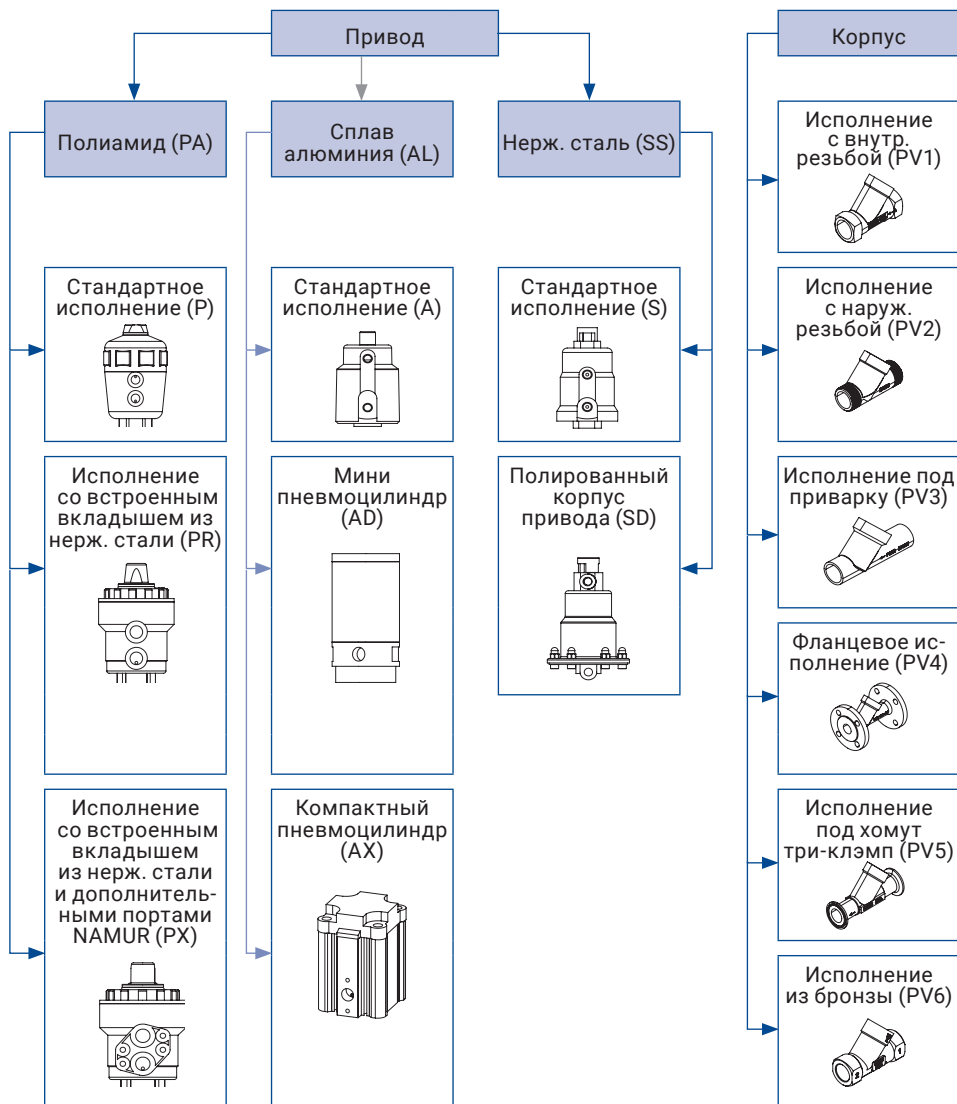 Привод
Корпус
Полиамид (PA)
Сплав
алюминия (AL)
Нерж. сталь (SS)
Стандартное
исполнение (P)
Исполнение
со встроенным
вкладышем из
нерж. стали (PR)
Исполнение
со встроенным
вкладышем
из нерж. стали
и дополнитель-
ными портами
NAMUR (PX)
Стандартное
исполнение (A)
Мини
пневмоцилиндр
(AD)
Компактный
пневмоцилиндр
(AX)
Стандартное
исполнение (S)
Полированный
корпус
привода (SD)
Исполнение
с внутр.
резьбой (PV1)
Исполнение
с наруж.
резьбой (PV2)
Исполнение под
приварку (PV3)
Фланцевое ис-
полнение (PV4)
Исполнение
под хомут
три-клэмп (PV5)
Исполнение
из бронзы (PV6)
1
2